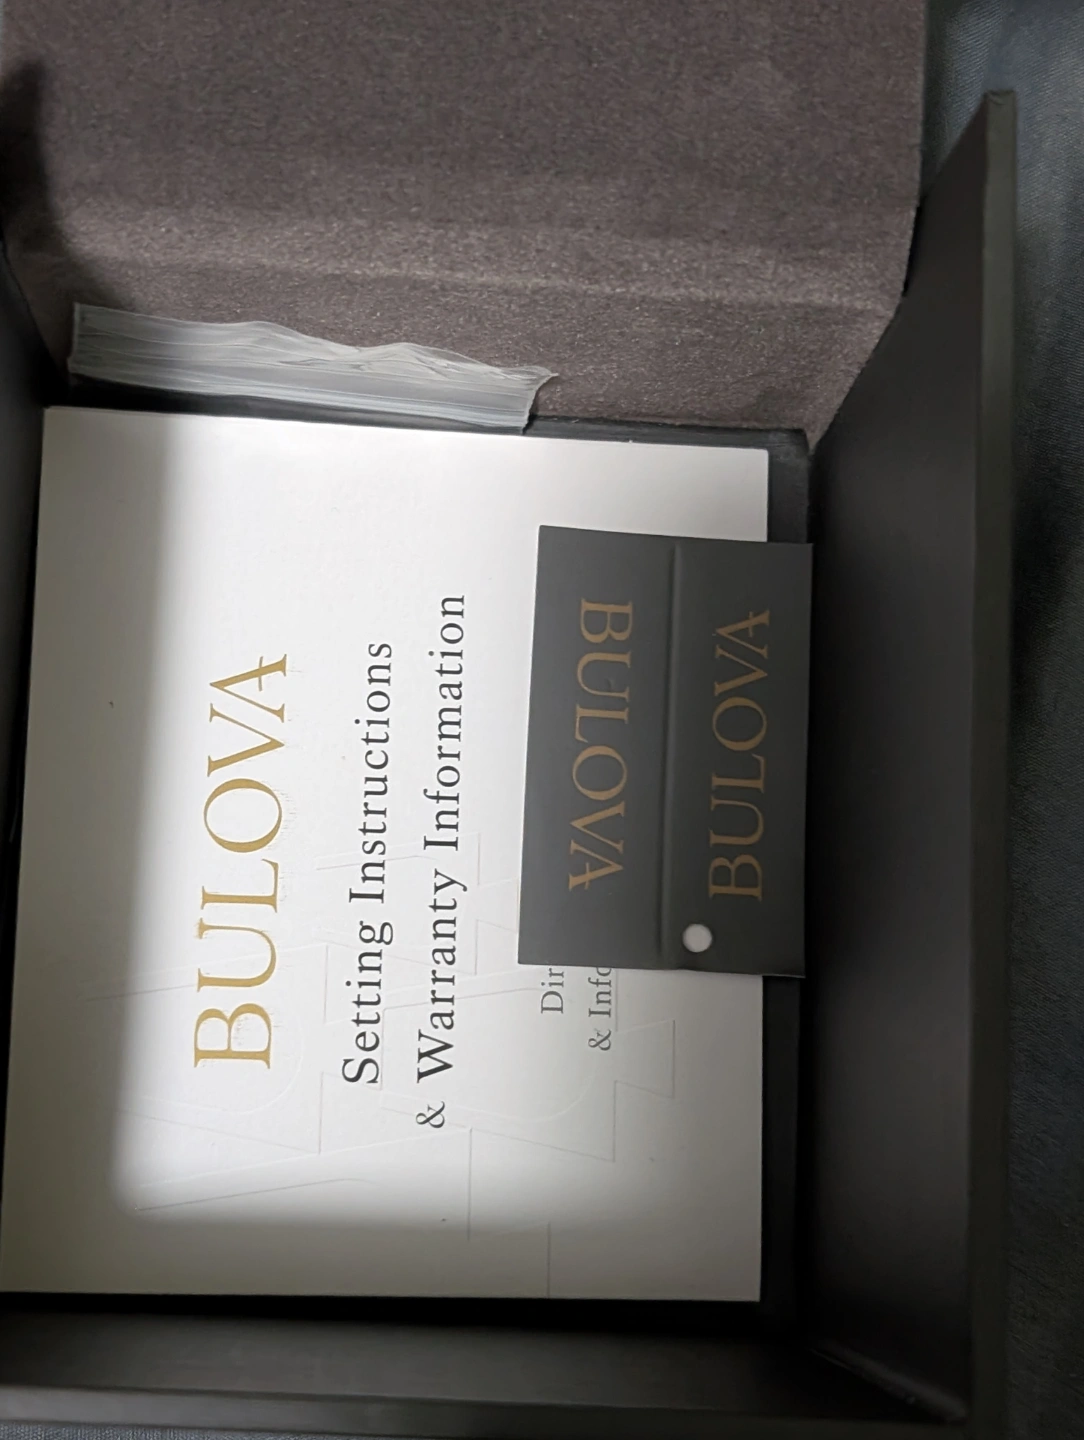 BULOVA
Setting Instructions
& Warranty Information
BULOVA
BULOVA
&